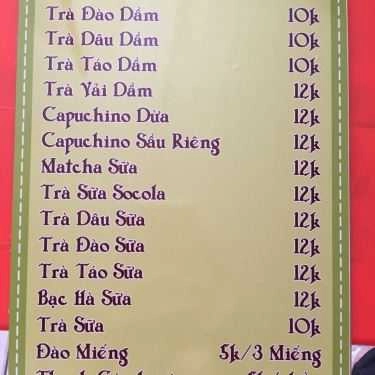 Trà Đào Dầm 10k
Trà Dâu Dầm 10k
Trà Táo Dầm 10k
Trà Vải Dầm 12k
Capuchino Dừa 12k
Capuchino Sầu Riêng 12k
Matcha Sữa 12k
Trà Sữa Socola 12k
Trà Dâu Sữa 12k
Trà Đào Sữa 12k
Trà Táo Sữa 12k
Bạc Hà Sữa 12k
Trà Sữa 10k
Đào Miếng 5k/3 Miếng